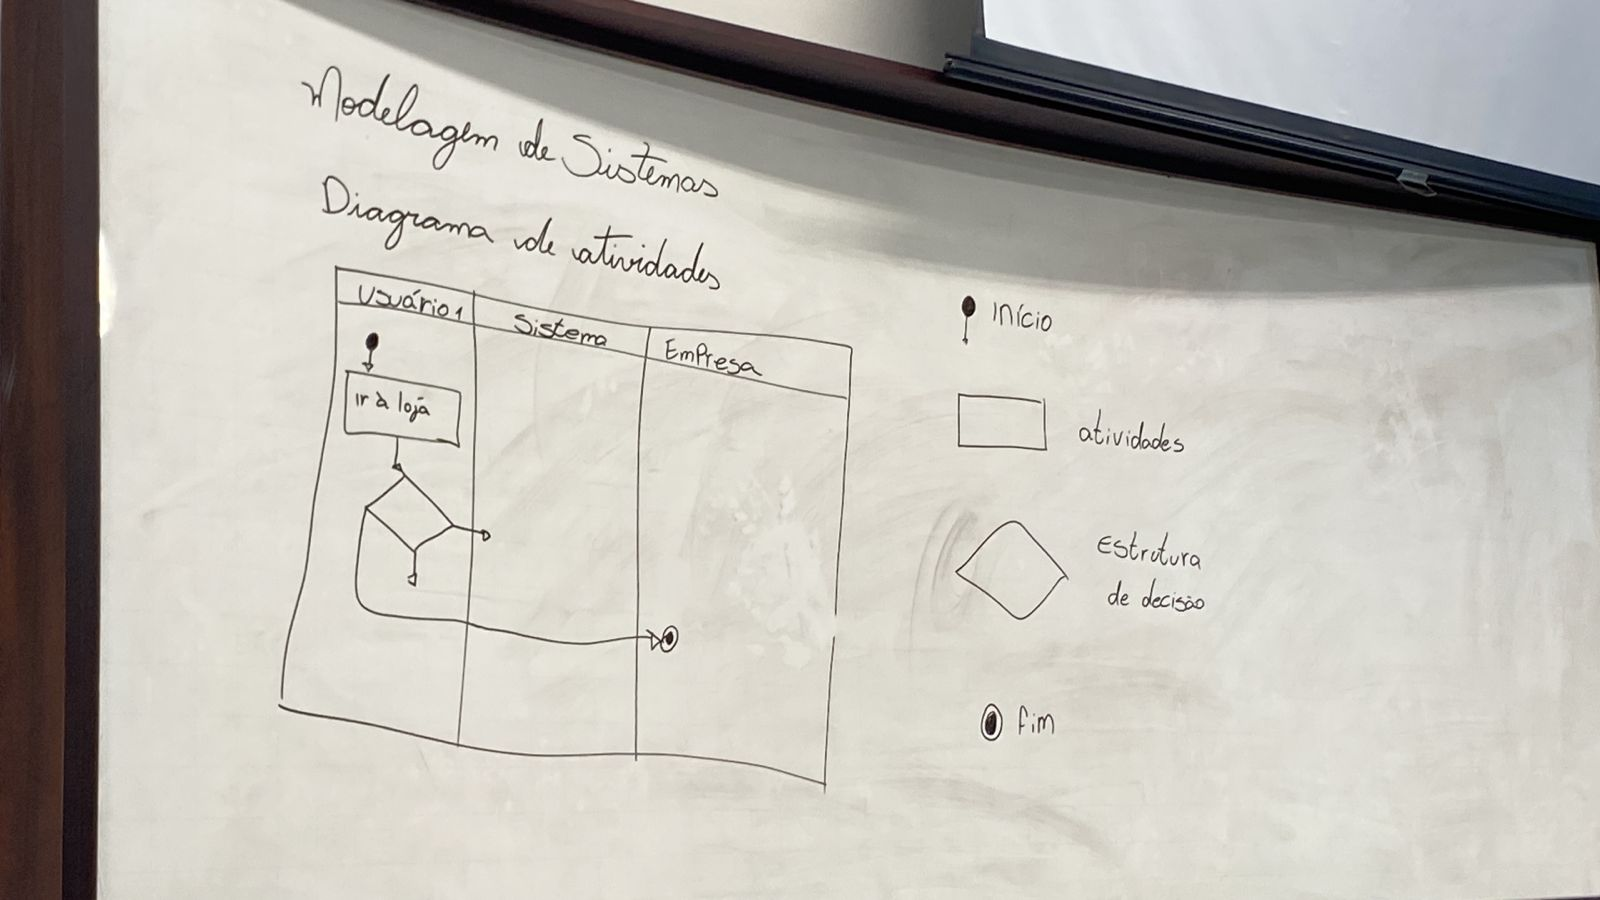 Modelagem de Sistemas
Diagrama de atividades
Usuário 1
Sistema
Empresa
ir à loja
início
atividades
Estrutura
de decisão
fim